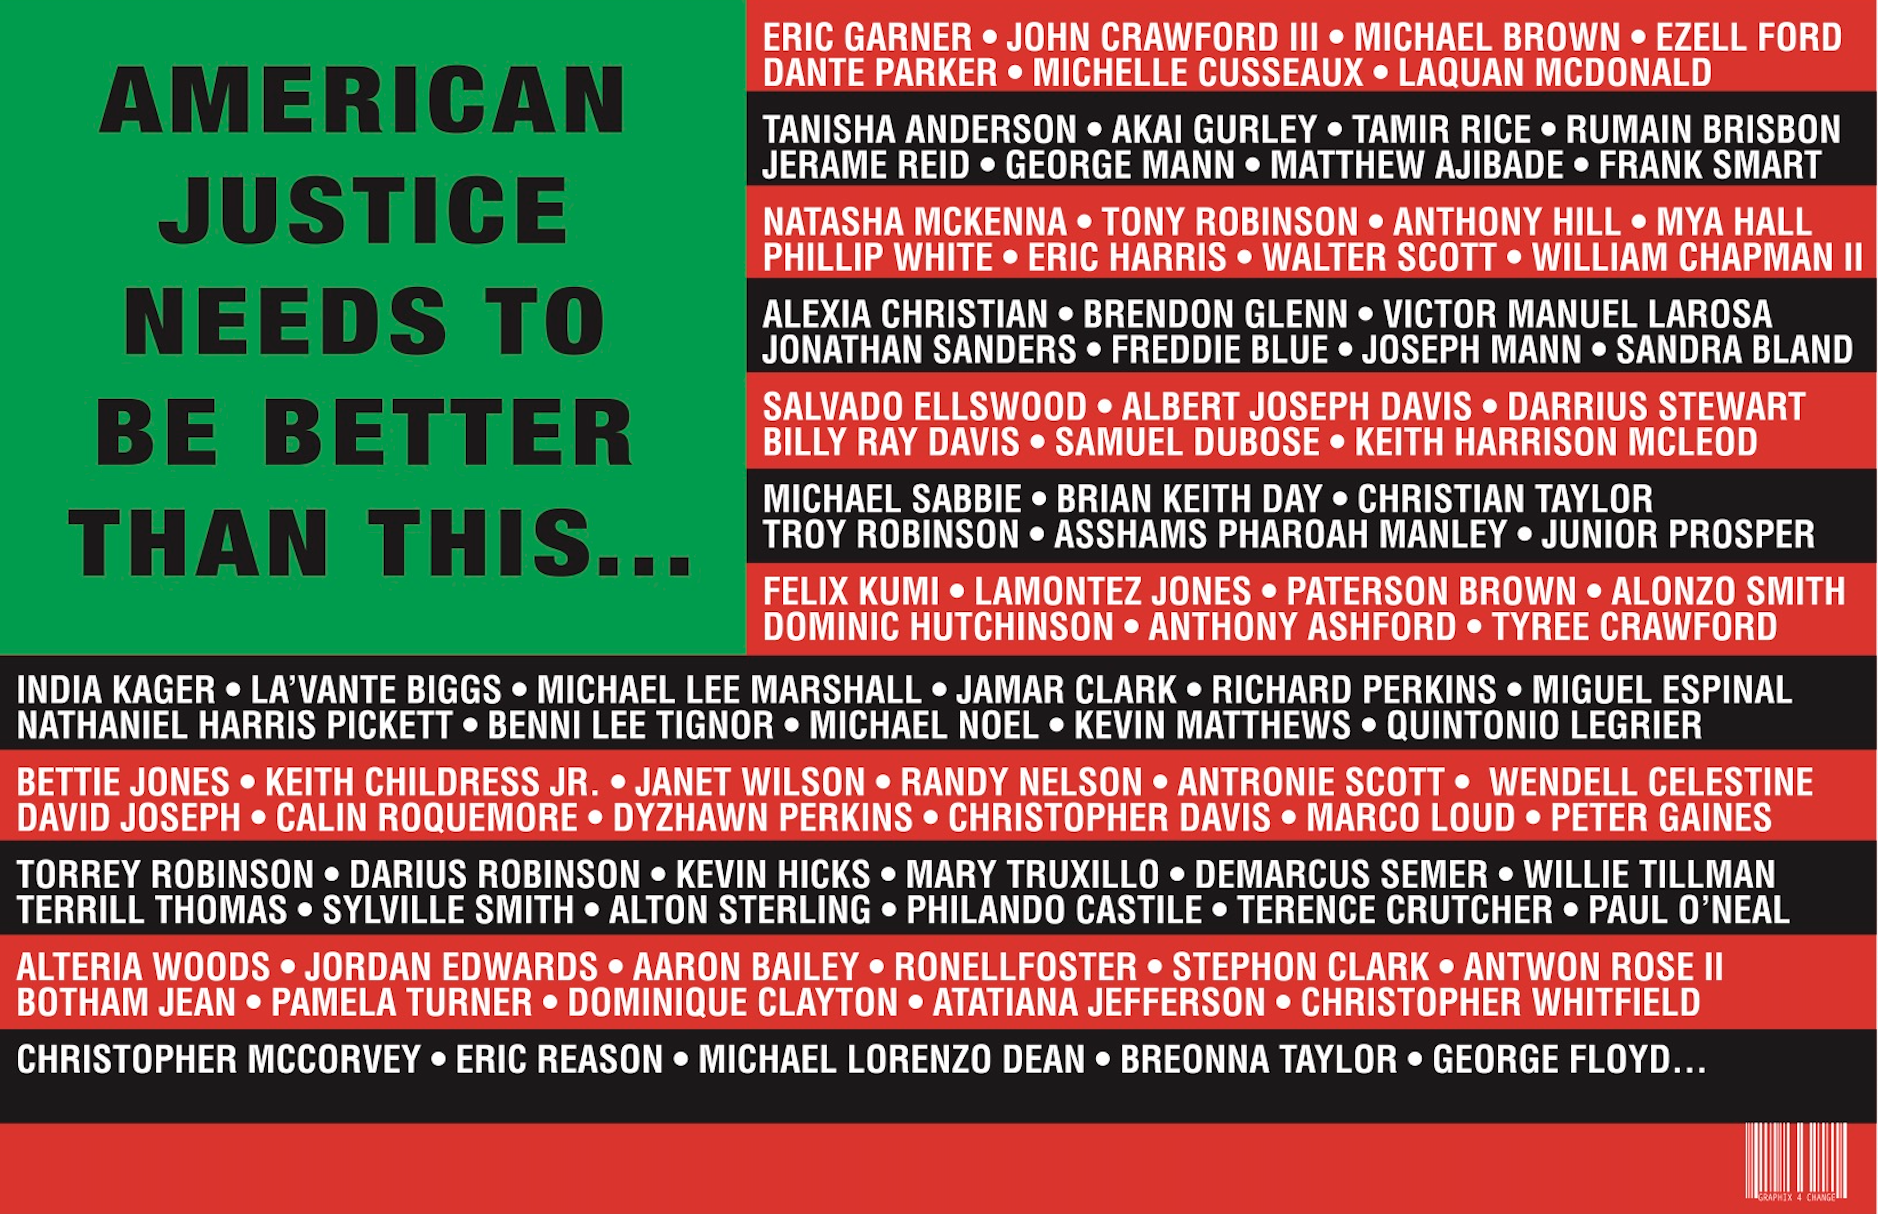 AMERICAN
JUSTICE
NEEDS TO
BE BETTER
THAN THIS...
ERIC GARNER • JOHN CRAWFORD III • MICHAEL BROWN • EZELL FORD
DANTE PARKER • MICHELLE CUSSEAUX • LAQUAN MCDONALD
TANISHA ANDERSON • AKAI GURLEY • TAMIR RICE • RUMAIN BRISBON
JERAME REID • GEORGE MANN • MATTHEW AJIBADE • FRANK SMART
NATASHA MCKENNA • TONY ROBINSON • ANTHONY HILL • MYA HALL
PHILLIP WHITE • ERIC HARRIS • WALTER SCOTT • WILLIAM CHAPMAN II
ALEXIA CHRISTIAN • BRENDON GLENN • VICTOR MANUEL LAROSA
JONATHAN SANDERS • FREDDIE BLUE • JOSEPH MANN • SANDRA BLAND
SALVADO ELLSWOOD • ALBERT JOSEPH DAVIS • DARRIUS STEWART
BILLY RAY DAVIS • SAMUEL DUBOSE • KEITH HARRISON MCLEOD
MICHAEL SABBIE • BRIAN KEITH DAY • CHRISTIAN TAYLOR
TROY ROBINSON • ASSHAMS PHAROAH MANLEY • JUNIOR PROSPER
FELIX KUMI • LAMONTEZ JONES • PATERSON BROWN • ALONZO SMITH
DOMINIC HUTCHINSON • ANTHONY ASHFORD • TYREE CRAWFORD
INDIA KAGER • LA'VANTE BIGGS • MICHAEL LEE MARSHALL • JAMAR CLARK • RICHARD PERKINS • MIGUEL ESPINAL
NATHANIEL HARRIS PICKETT • BENNI LEE TIGNOR • MICHAEL NOEL • KEVIN MATTHEWS • QUINTONIO LEGRIER
BETTIE JONES • KEITH CHILDRESS JR. • JANET WILSON • RANDY NELSON • ANTRONIE SCOTT • WENDELL CELESTINE
DAVID JOSEPH • CALIN ROQUEMORE • DYZHAWN PERKINS • CHRISTOPHER DAVIS • MARCO LOUD • PETER GAINES
TORREY ROBINSON • DARIUS ROBINSON • KEVIN HICKS • MARY TRUXILLO • DEMARCUS SEMER • WILLIE TILLMAN
TERRILL THOMAS • SYLVILLE SMITH • ALTON STERLING • PHILANDO CASTILE • TERENCE CRUTCHER • PAUL O'NEAL
ALTERIA WOODS • JORDAN EDWARDS • AARON BAILEY • RONELLFOSTER • STEPHON CLARK • ANTWON ROSE II
BOTHAM JEAN • PAMELA TURNER • DOMINIQUE CLAYTON • ATATIANA JEFFERSON • CHRISTOPHER WHITFIELD
CHRISTOPHER MCCORVEY • ERIC REASON • MICHAEL LORENZO DEAN • BREONNA TAYLOR • GEORGE FLOYD...
GRAPHIX 4 CHANGE